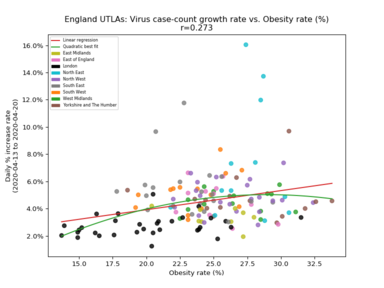 England UTLAs: Virus case-count growth rate vs. Obesity rate (%)
r=0.273
Linear regression
Quadratic best fit
East Midlands
East of England
London
North East
North West
South East
South West
West Midlands
Yorkshire and The Humber
Daily % increase rate
(2020-04-13 to 2020-04-20)
16.0%
14.0%
12.0%
10.0%
8.0%
6.0%
4.0%
2.0%
15.0
17.5
20.0
22.5
25.0
27.5
30.0
32.5
Obesity rate (%)